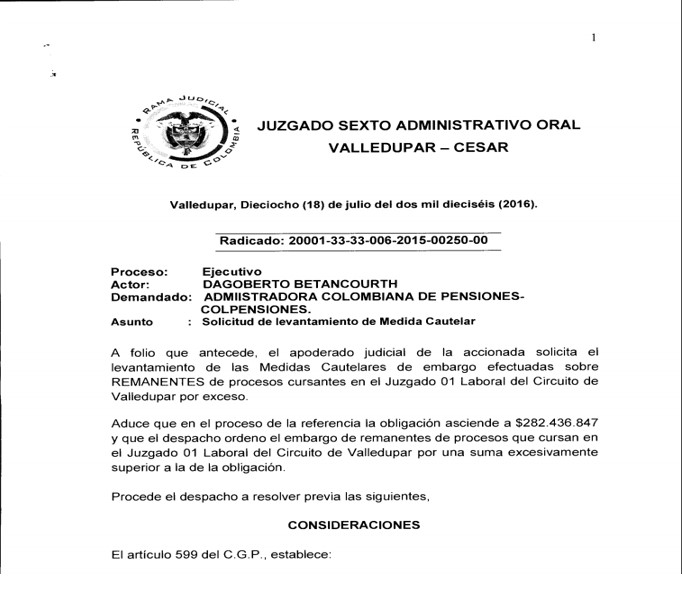 1
RAMA JUDICIAL
REPÚBLICA DE COLOMBIA
JUZGADO SEXTO ADMINISTRATIVO ORAL
VALLEDUPAR – CESAR
Valledupar, Dieciocho (18) de julio del dos mil dieciséis (2016).
Radicado: 20001-33-33-006-2015-00250-00
Proceso: Ejecutivo
Actor: DAGOBERTO BETANCOURTH
Demandado: ADMIISTRADORA COLOMBIANA DE PENSIONES-
COLPENSIONES.
Asunto : Solicitud de levantamiento de Medida Cautelar
A folio que antecede, el apoderado judicial de la accionada solicita el
levantamiento de las Medidas Cautelares de embargo efectuadas sobre
REMANENTES de procesos cursantes en el Juzgado 01 Laboral del Circuito de
Valledupar por exceso.
Aduce que en el proceso de la referencia la obligación asciende a $282.436.847
y que el despacho ordeno el embargo de remanentes de procesos que cursan en
el Juzgado 01 Laboral del Circuito de Valledupar por una suma excesivamente
superior a la de la obligación.
Procede el despacho a resolver previa las siguientes,
CONSIDERACIONES
El artículo 599 del C.G.P., establece: